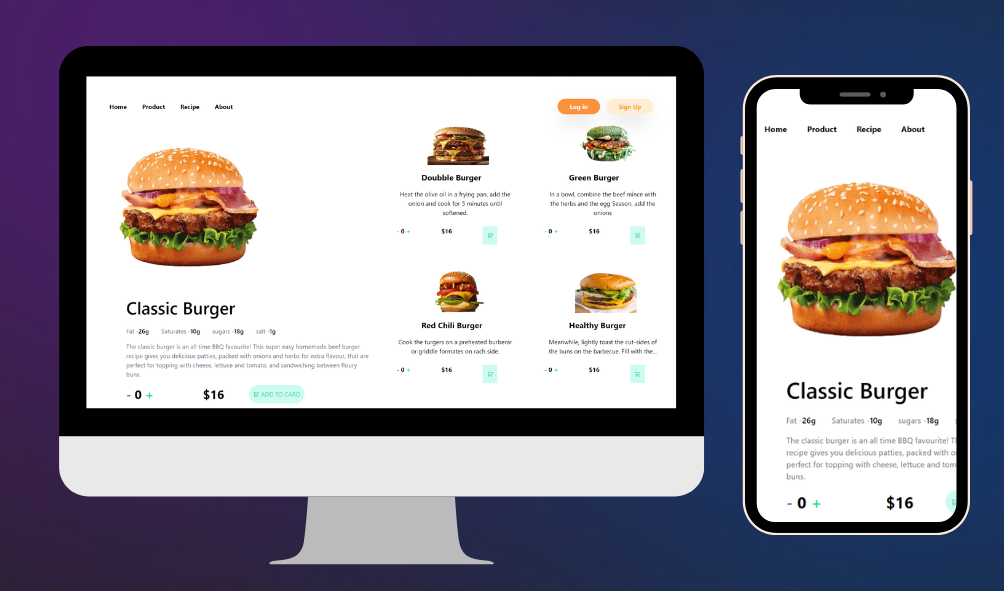 Home Product Recipe About
Log in Sign Up
Classic Burger
Fat -26g Saturates -10g sugars -18g salt -1g
The classic burger is an all time BBQ favourite! This super easy homemade beef burger
recipe gives you delicious patties, packed with onions and herbs for extra flavour, that are
perfect for topping with cheese, lettuce and tomato, and sandwiching between floury
buns.
- 0 + $16 ADD TO CARD
Doubble Burger
Heat the olive oil in a frying pan, add the
onion and cook for 5 minutes until
softened.
- 0 + $16
Green Burger
In a bowl, combine the beef mince with
the herbs and the egg Season, add the
onions
- 0 + $16
Red Chili Burger
Cook the turgers on a preheated burberar
or griddle formates on rach side.
- 0 + $16
Healthy Burger
Meanwhile, lightly toast the cut-sides of
the buns on the barbecue. Fill with the...
- 0 + $16
Home Product Recipe About
Classic Burger
Fat -26g Saturates -10g sugars -18g
The classic burger is an all time BBQ favourite!
recipe gives you delicious patties, packed with
perfect for topping with cheese, lettuce and tom
buns.
- 0 + $16